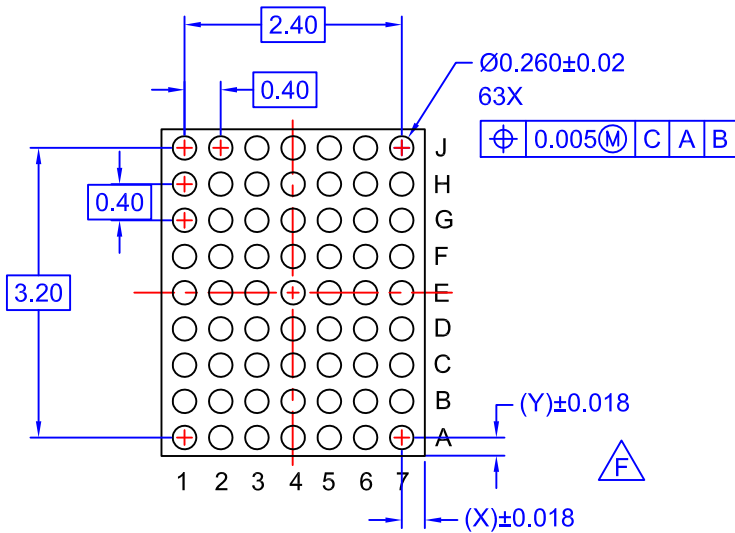 2.40
0.40
Ø0.260±0.02
63X
0.005Ⓜ C A B
J
H
0.40
G
F
3.20
E
D
C
B
(Y)±0.018
A
F
1 2 3 4 5 6 7
(X)±0.018